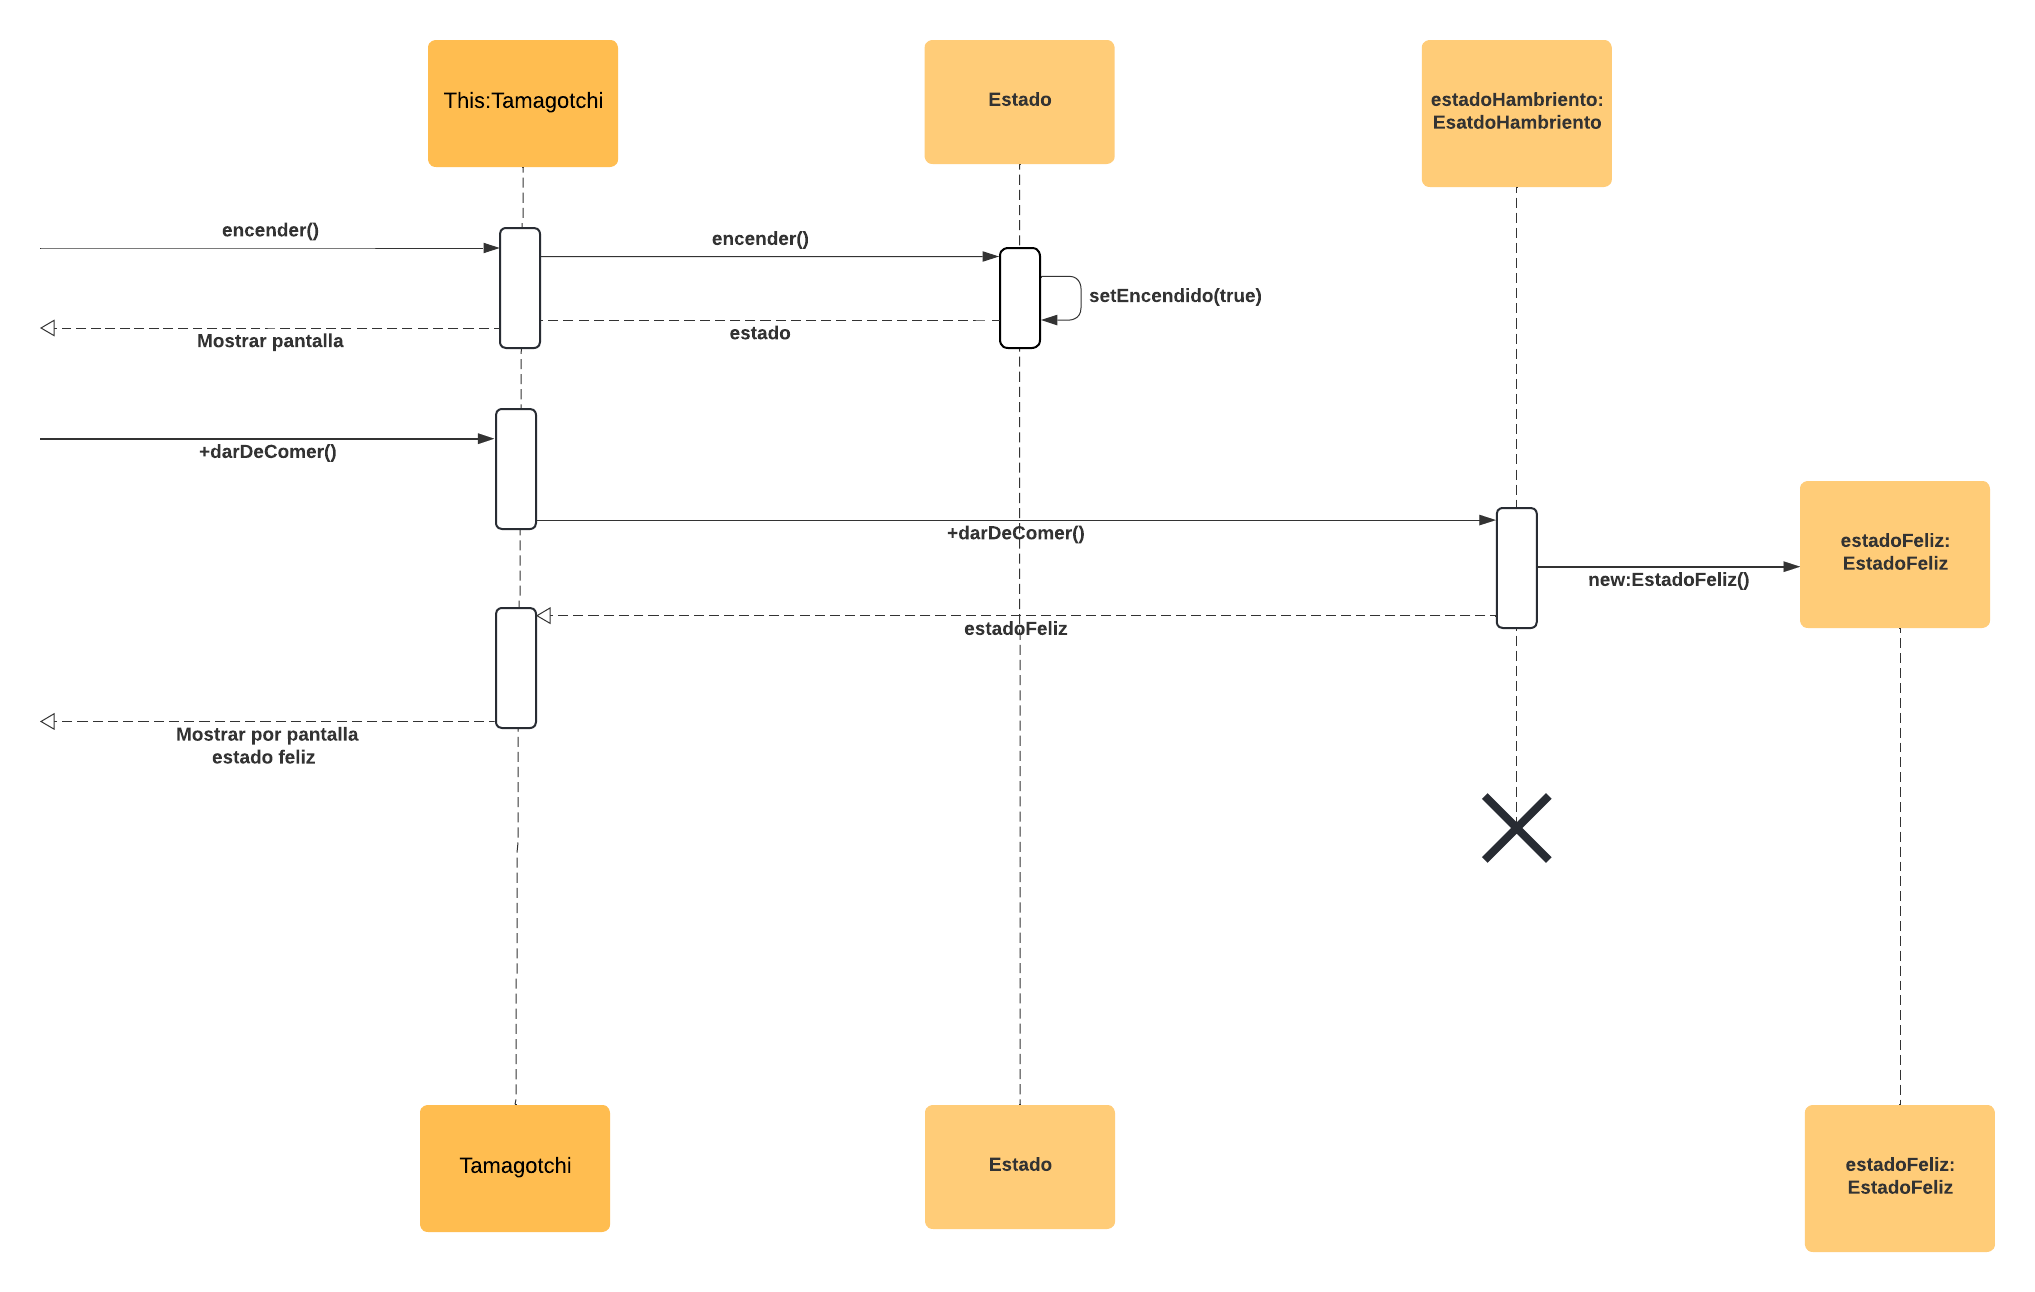 This:Tamagotchi
Estado
estadoHambriento:
EsatdoHambriento
encender()
encender()
setEncendido(true)
estado
Mostrar pantalla
+darDeComer()
+darDeComer()
estadoFeliz:
EstadoFeliz
new:EstadoFeliz()
estadoFeliz
Mostrar por pantalla
estado feliz
Tamagotchi
Estado
estadoFeliz:
EstadoFeliz